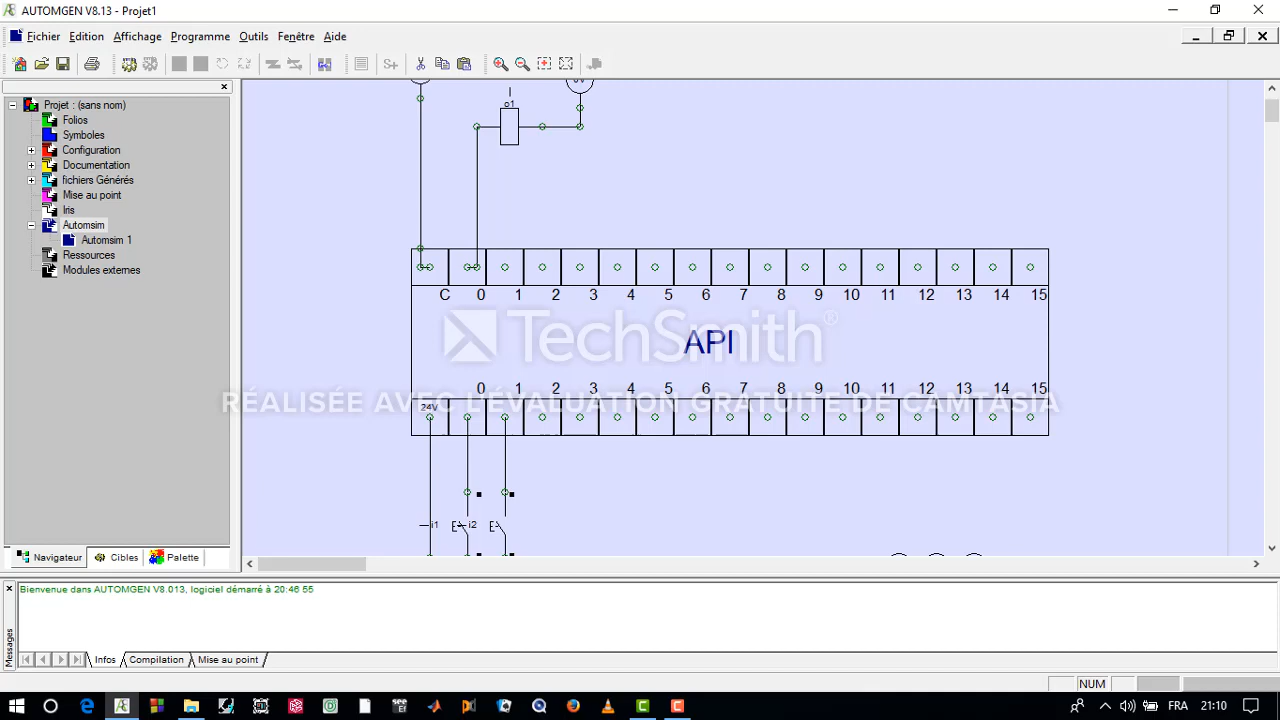 AUTOMGEN V8.13 - Projet1
Fichier Edition Affichage Programme Outils Fenêtre Aide
Projet : (sans nom)
Folios
Symboles
Configuration
Documentation
fichiers Générés
Mise au point
Iris
Automsim
Automsim 1
Ressources
Modules externes
o1
C 0 1 2 3 4 5 6 7 8 9 10 11 12 13 14 15
TechSmith®
API
0 1 2 3 4 5 6 7 8 9 10 11 12 13 14 15
RÉALISÉE AVEC L'ÉVALUATION GRATUITE DE CAMTASIA
24V
i1 i2
Navigateur Cibles Palette
Bienvenue dans AUTOMGEN V8.013, logiciel démarré à 20:46 55
Messages
Infos Compilation Mise au point
NUM
FRA 21:10